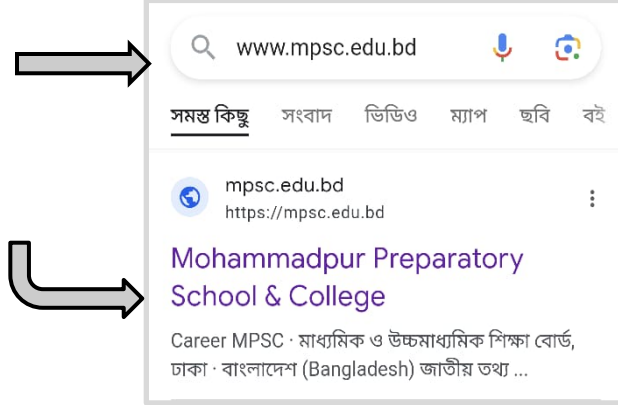 www.mpsc.edu.bd
সমস্ত কিছু সংবাদ ভিডিও ম্যাপ ছবি বই
mpsc.edu.bd
https://mpsc.edu.bd
Mohammadpur Preparatory
School & College
Career MPSC · মাধ্যমিক ও উচ্চমাধ্যমিক শিক্ষা বোর্ড,
ঢাকা · বাংলাদেশ (Bangladesh) জাতীয় তথ্য ...